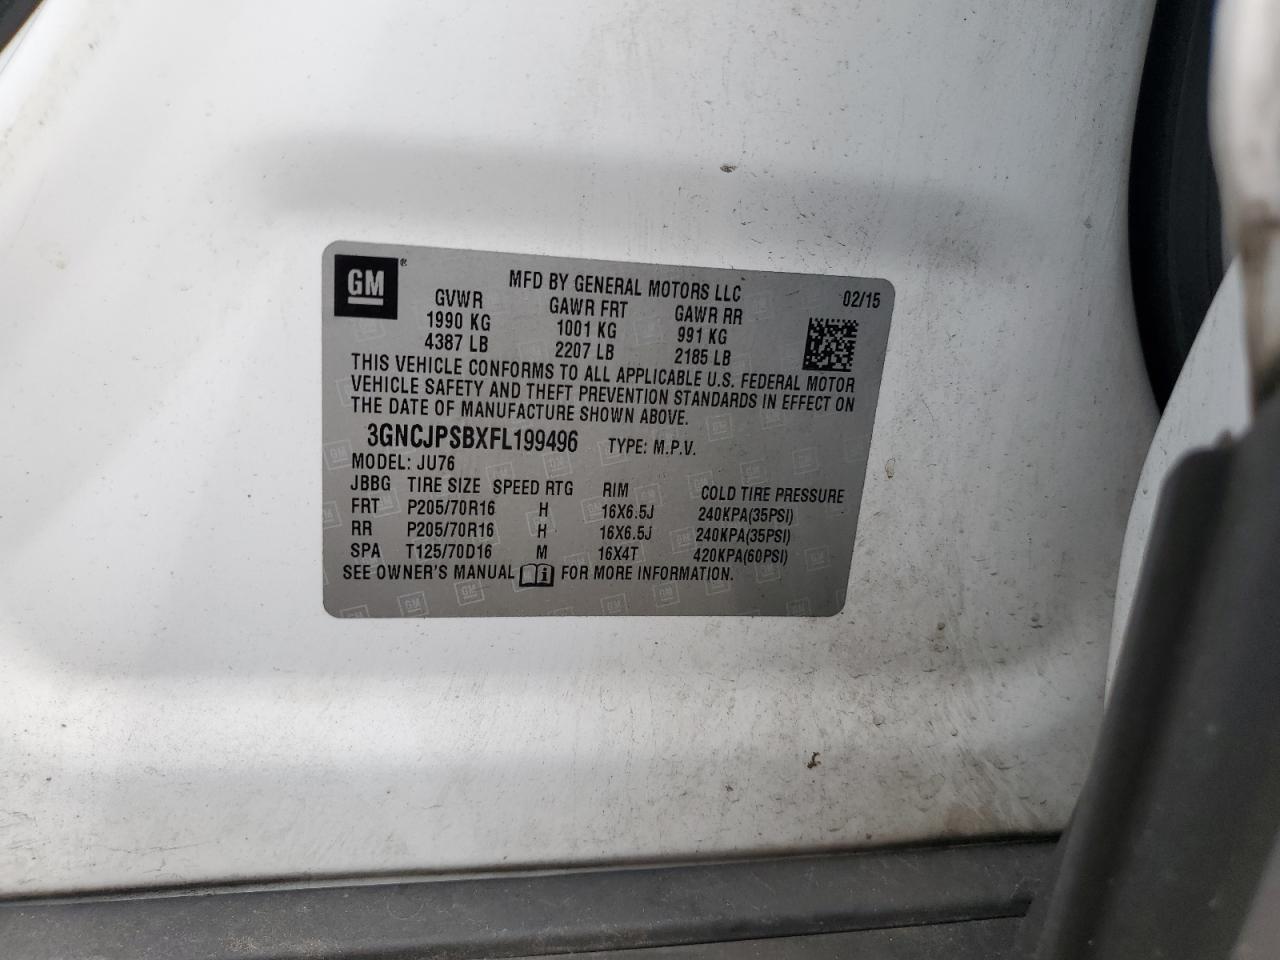 GM® MFD BY GENERAL MOTORS LLC 02/15
GVWR GAWR FRT GAWR RR
1990 KG 1001 KG 991 KG
4387 LB 2207 LB 2185 LB
THIS VEHICLE CONFORMS TO ALL APPLICABLE U.S. FEDERAL MOTOR
VEHICLE SAFETY AND THEFT PREVENTION STANDARDS IN EFFECT ON
THE DATE OF MANUFACTURE SHOWN ABOVE.
3GNCJPSBXFL199496 TYPE: M.P.V.
MODEL: JU76
JBBG TIRE SIZE SPEED RTG RIM COLD TIRE PRESSURE
FRT P205/70R16 H 16X6.5J 240KPA(35PSI)
RR P205/70R16 H 16X6.5J 240KPA(35PSI)
SPA T125/70D16 M 16X4T 420KPA(60PSI)
SEE OWNER'S MANUAL i FOR MORE INFORMATION.